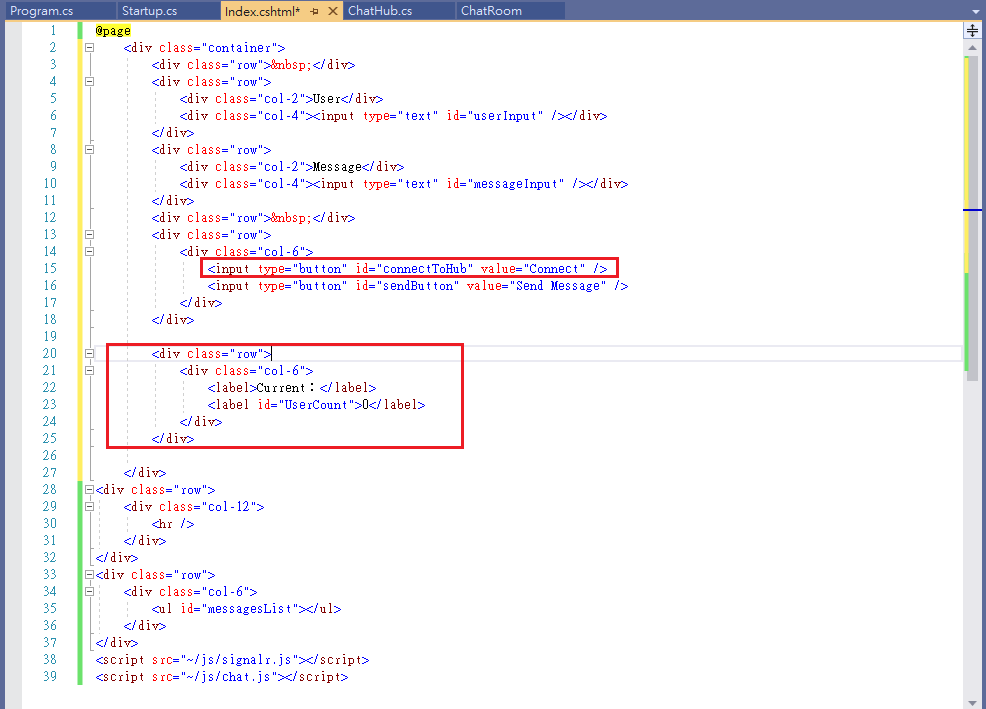 Program.cs Startup.cs Index.cshtml* ChatHub.cs ChatRoom
1 @page
2 <div class="container">
3 <div class="row">&nbsp;</div>
4 <div class="row">
5 <div class="col-2">User</div>
6 <div class="col-4"><input type="text" id="userInput" /></div>
7 </div>
8 <div class="row">
9 <div class="col-2">Message</div>
10 <div class="col-4"><input type="text" id="messageInput" /></div>
11 </div>
12 <div class="row">&nbsp;</div>
13 <div class="row">
14 <div class="col-6">
15 <input type="button" id="connectToHub" value="Connect" />
16 <input type="button" id="sendButton" value="Send Message" />
17 </div>
18 </div>
19
20 <div class="row">
21 <div class="col-6">
22 <label>Current：</label>
23 <label id="UserCount">0</label>
24 </div>
25 </div>
26
27 </div>
28 <div class="row">
29 <div class="col-12">
30 <hr />
31 </div>
32 </div>
33 <div class="row">
34 <div class="col-6">
35 <ul id="messagesList"></ul>
36 </div>
37 </div>
38 <script src="~/js/signalr.js"></script>
39 <script src="~/js/chat.js"></script>